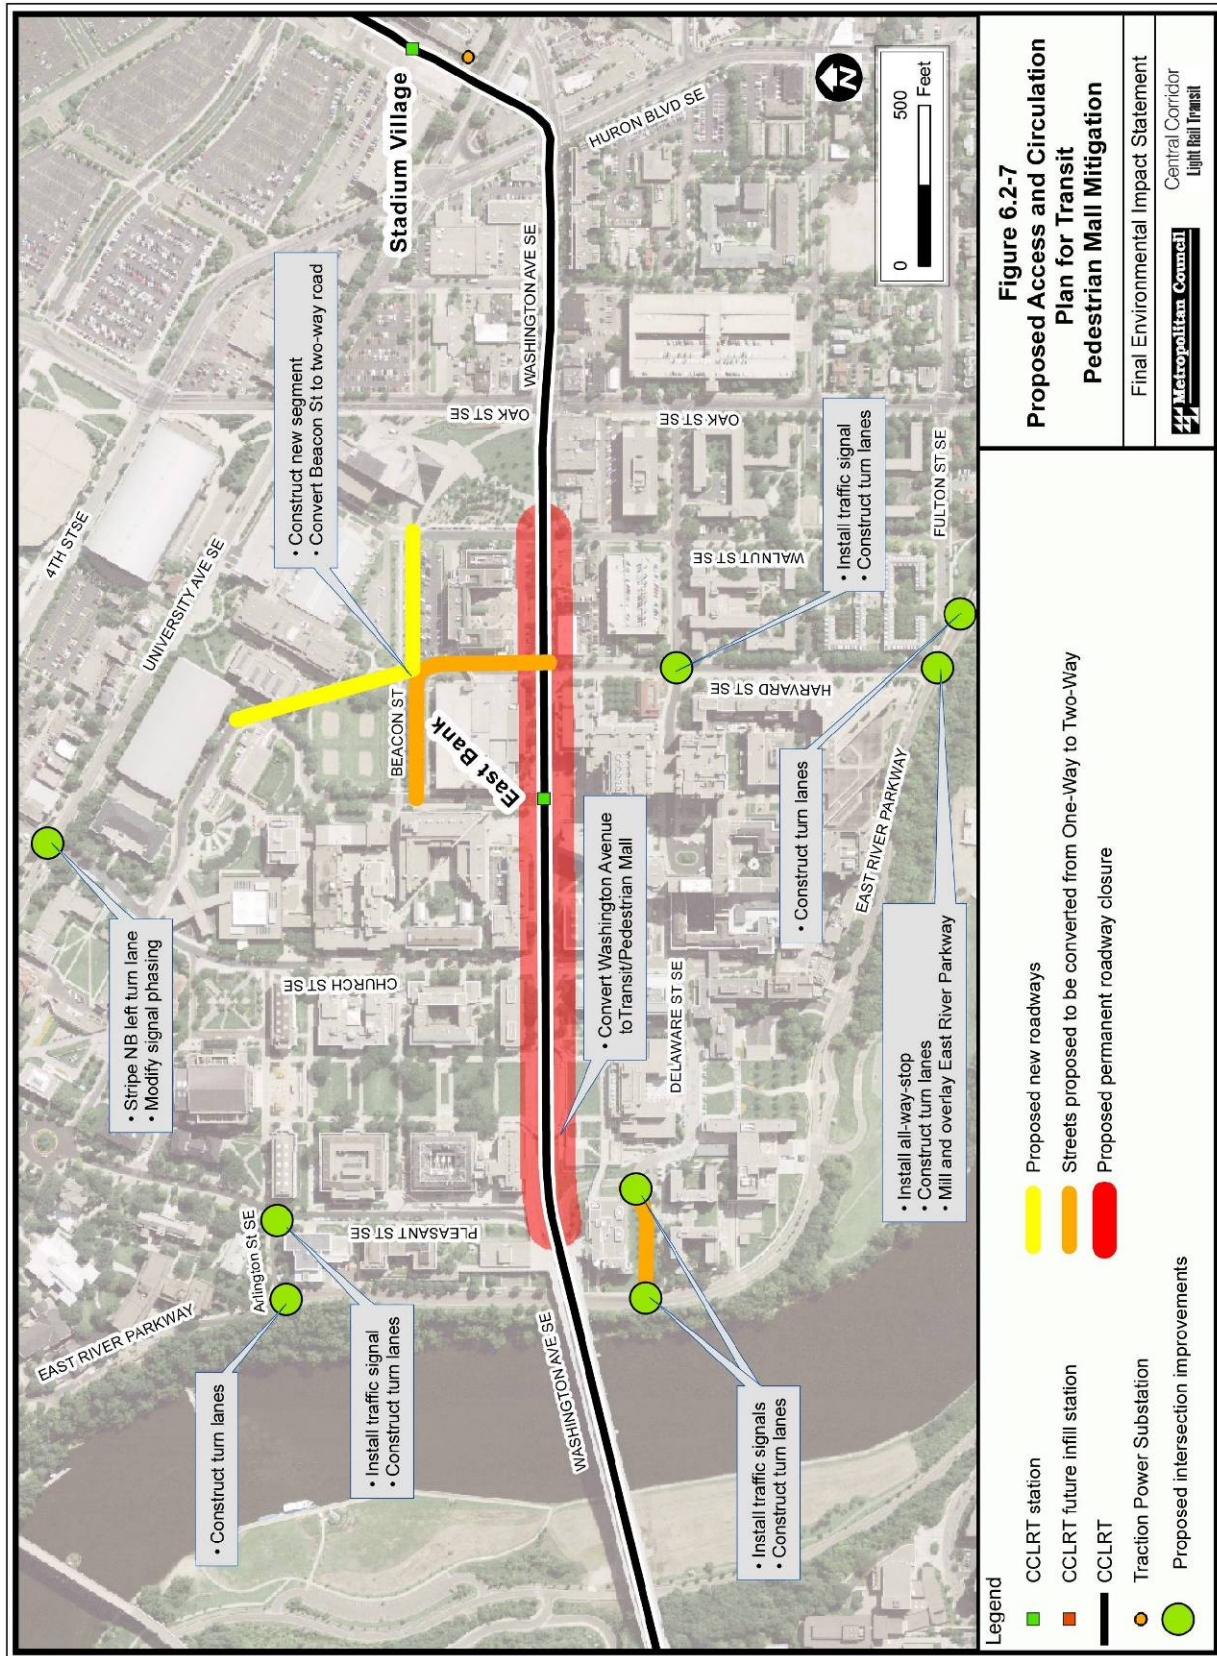 4TH STSE
UNIVERSITY AVE SE
• Stripe NB left turn lane
• Modify signal phasing
• Construct new segment
• Convert Beacon St to two-way road
Stadium Village
EAST RIVER PARKWAY
Arlington St SE
• Construct turn lanes
• Install traffic signal
• Construct turn lanes
PLEASANT ST SE
CHURCH ST SE
BEACON ST
East Bank
OAK ST SE
WASHINGTON AVE SE
HURON BLVD SE
N
0
500
Feet
WASHINGTON AVE SE
• Convert Washington Avenue
to Transit/Pedestrian Mall
DELAWARE ST SE
HARVARD ST SE
WALNUT ST SE
OAK ST SE
• Install traffic signal
• Construct turn lanes
• Install traffic signals
• Construct turn lanes
• Construct turn lanes
EAST RIVER PARKWAY
FULTON ST SE
• Install all-way-stop
• Construct turn lanes
• Mill and overlay East River Parkway
Legend
CCLRT station
CCLRT future infill station
CCLRT
Traction Power Substation
Proposed intersection improvements
Proposed new roadways
Streets proposed to be converted from One-Way to Two-Way
Proposed permanent roadway closure
Figure 6.2-7
Proposed Access and Circulation
Plan for Transit
Pedestrian Mall Mitigation
Final Environmental Impact Statement
Metropolitan Council
Central Corridor
Light Rail Transit